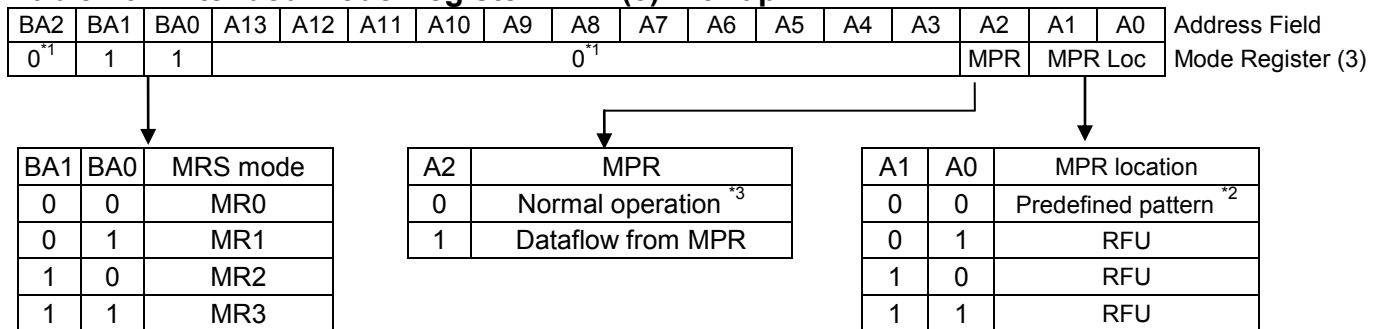 BA2 BA1 BA0 A13 A12 A11 A10 A9 A8 A7 A6 A5 A4 A3 A2 A1 A0 Address Field
0*1 1 1 0*1 MPR MPR Loc Mode Register (3)
BA1 BA0 MRS mode
0 0 MR0
0 1 MR1
1 0 MR2
1 1 MR3
A2 MPR
0 Normal operation *3
1 Dataflow from MPR
A1 A0 MPR location
0 0 Predefined pattern *2
0 1 RFU
1 0 RFU
1 1 RFU